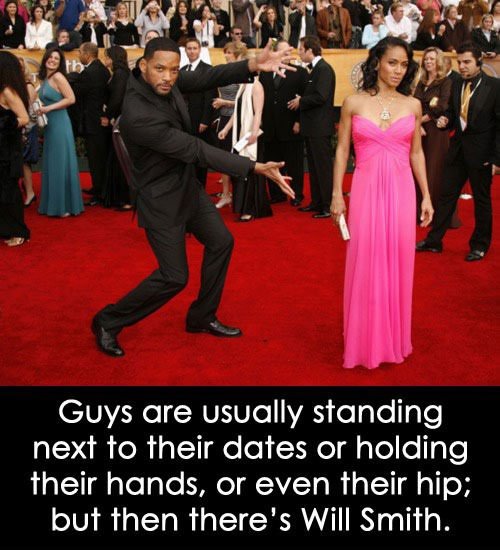 Guys are usually standing
next to their dates or holding
their hands, or even their hip;
but then there's Will Smith.